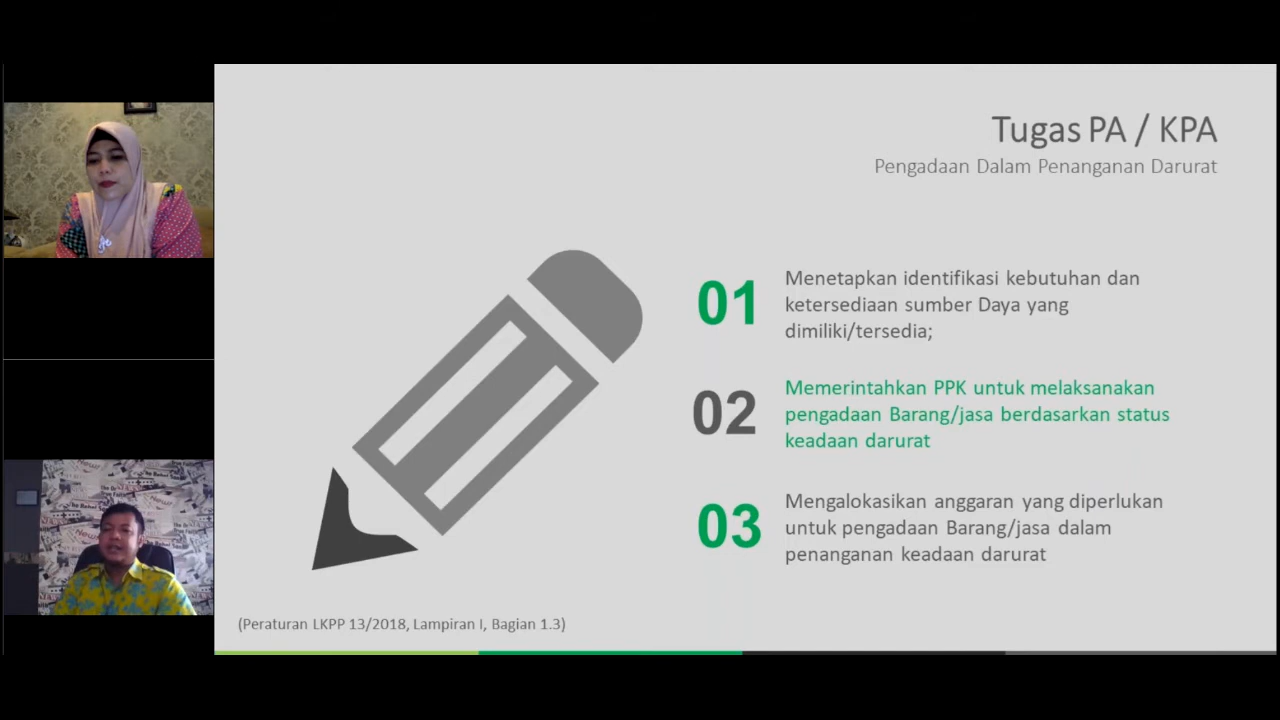 Tugas PA / KPA
Pengadaan Dalam Penanganan Darurat
01
Menetapkan identifikasi kebutuhan dan
ketersediaan sumber Daya yang
dimiliki/tersedia;
02
Memerintahkan PPK untuk melaksanakan
pengadaan Barang/jasa berdasarkan status
keadaan darurat
03
Mengalokasikan anggaran yang diperlukan
untuk pengadaan Barang/jasa dalam
penanganan keadaan darurat
(Peraturan LKPP 13/2018, Lampiran I, Bagian 1.3)